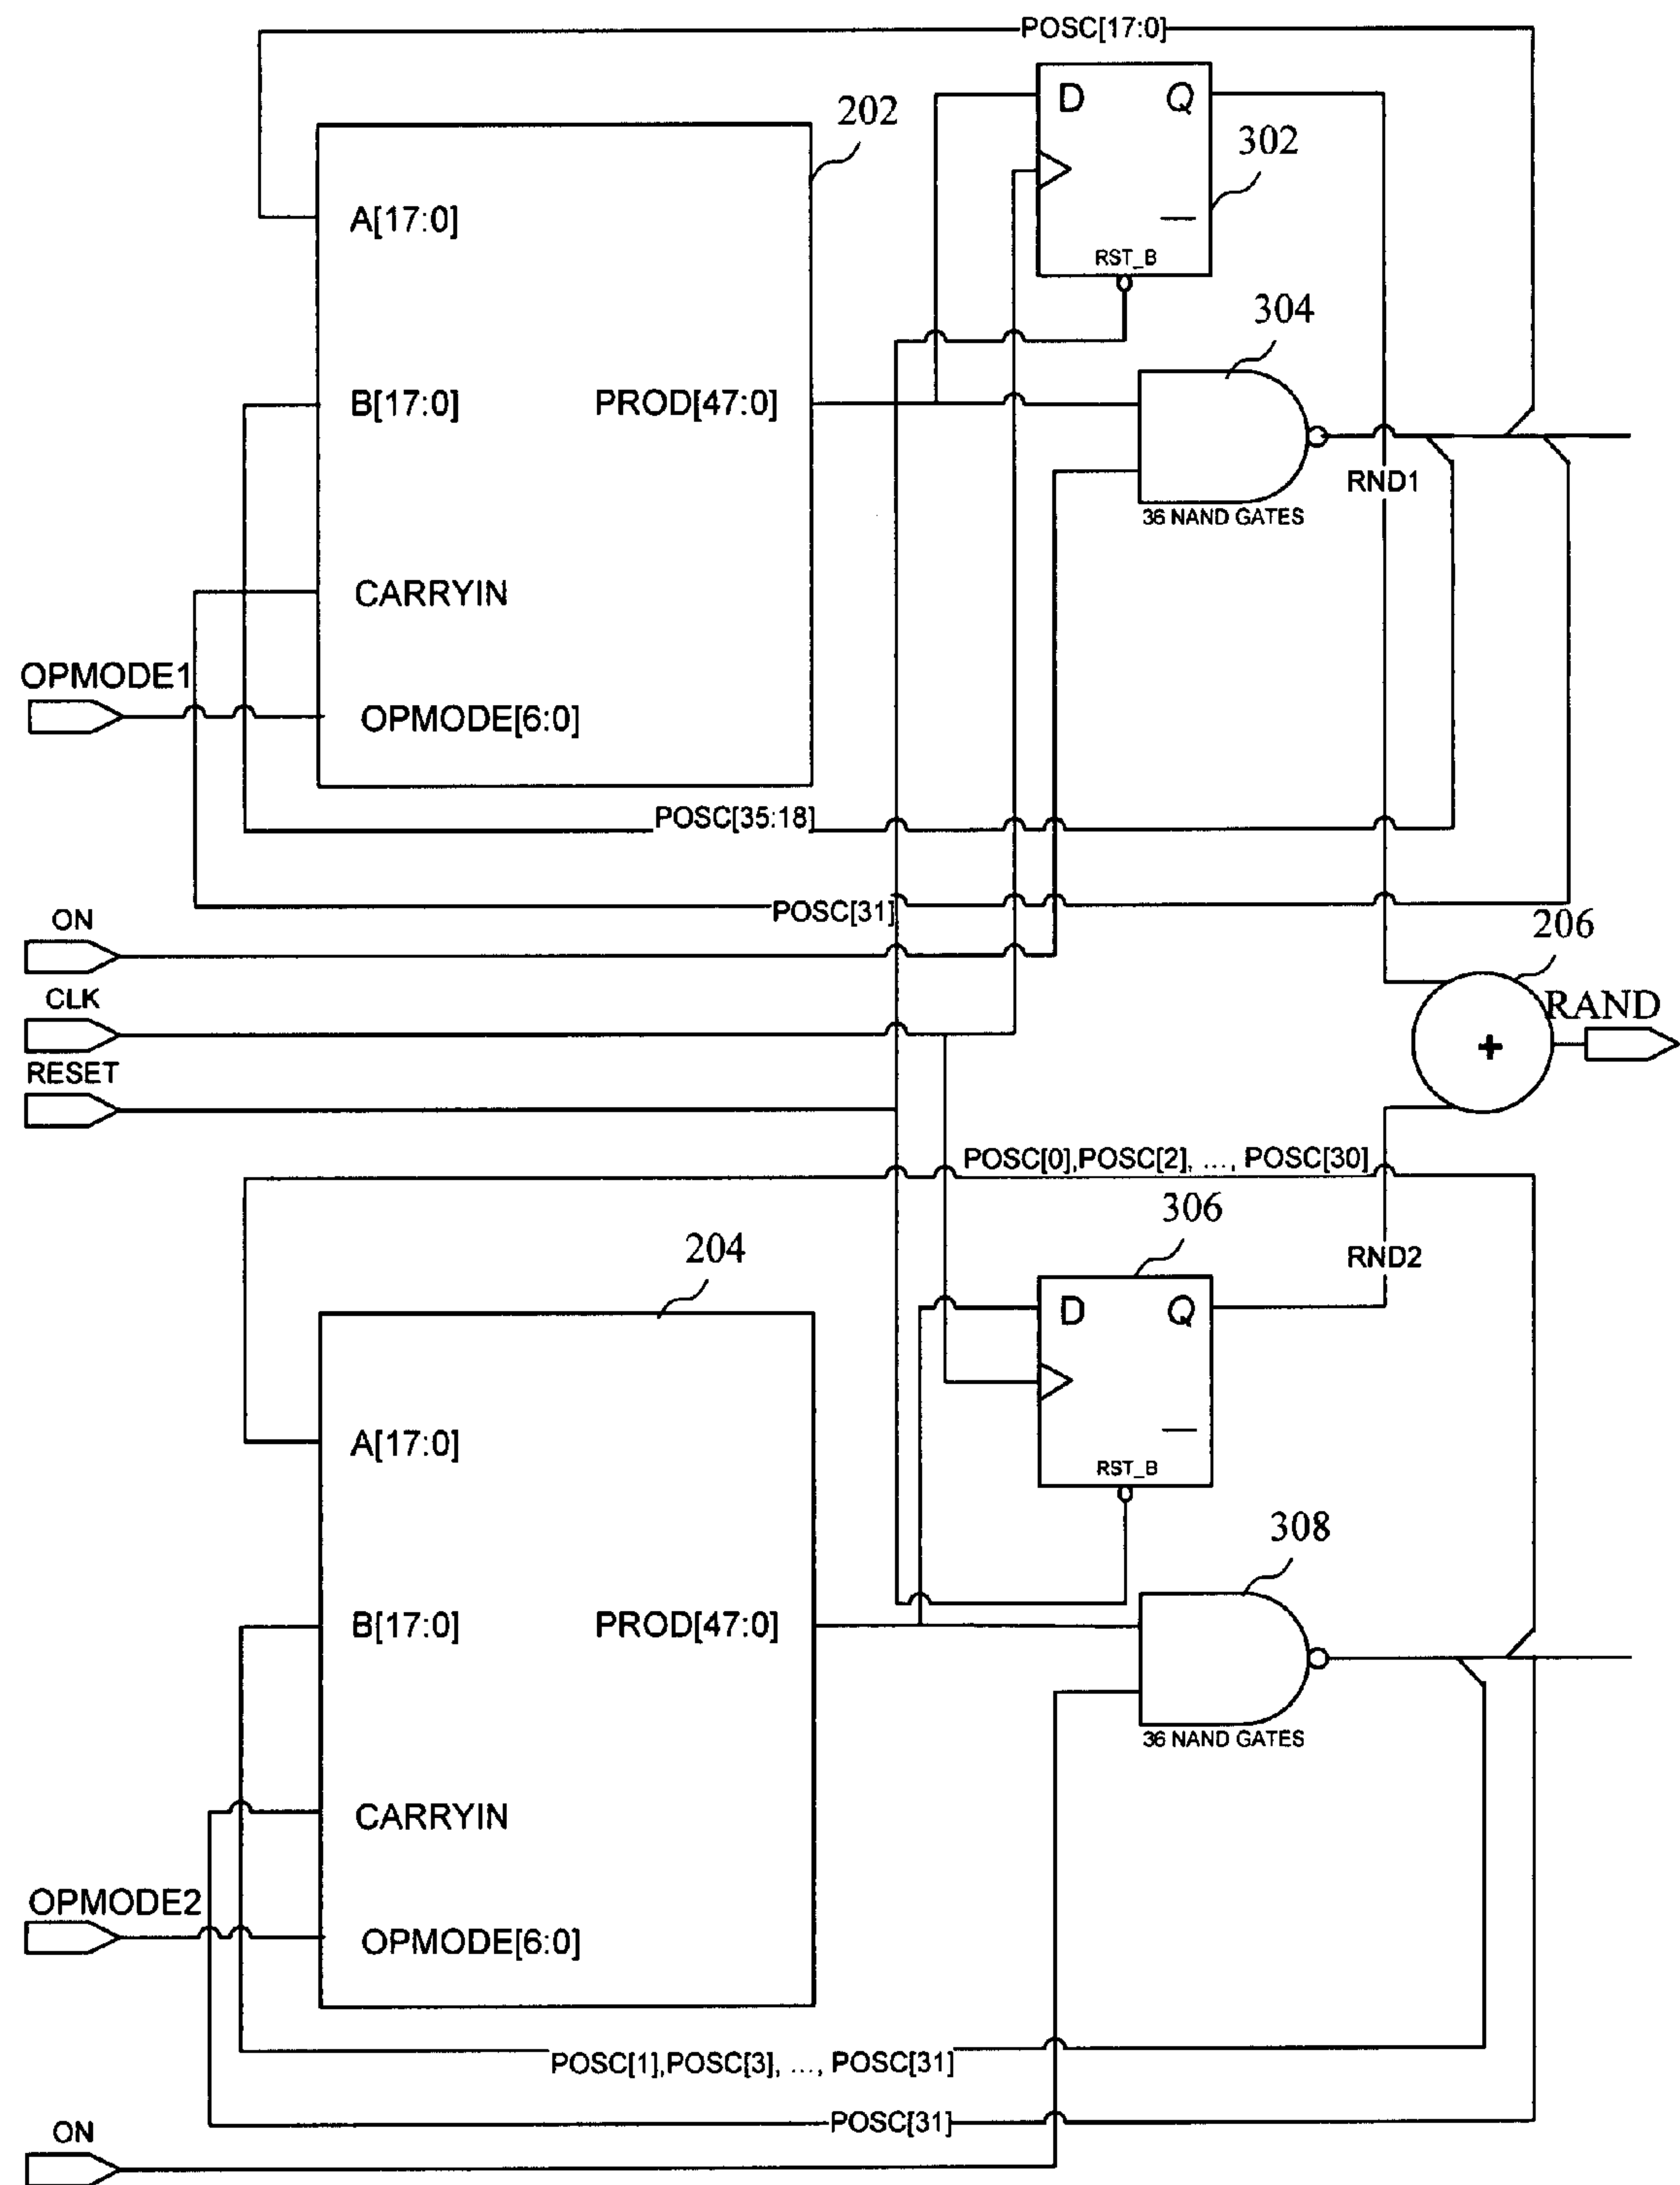 POSC[17:0]
D Q
202
302
A[17:0]
RST_B
304
B[17:0] PROD[47:0]
RND1
36 NAND GATES
CARRYIN
OPMODE1
OPMODE[6:0]
POSC[35:18]
POSC[31]
ON
206
CLK
RAND
+
RESET
POSC[0],POSC[2], ..., POSC[30]
306
204
RND2
D Q
A[17:0]
RST_B
308
B[17:0] PROD[47:0]
36 NAND GATES
CARRYIN
OPMODE2
OPMODE[6:0]
POSC[1],POSC[3], ..., POSC[31]
POSC[31]
ON